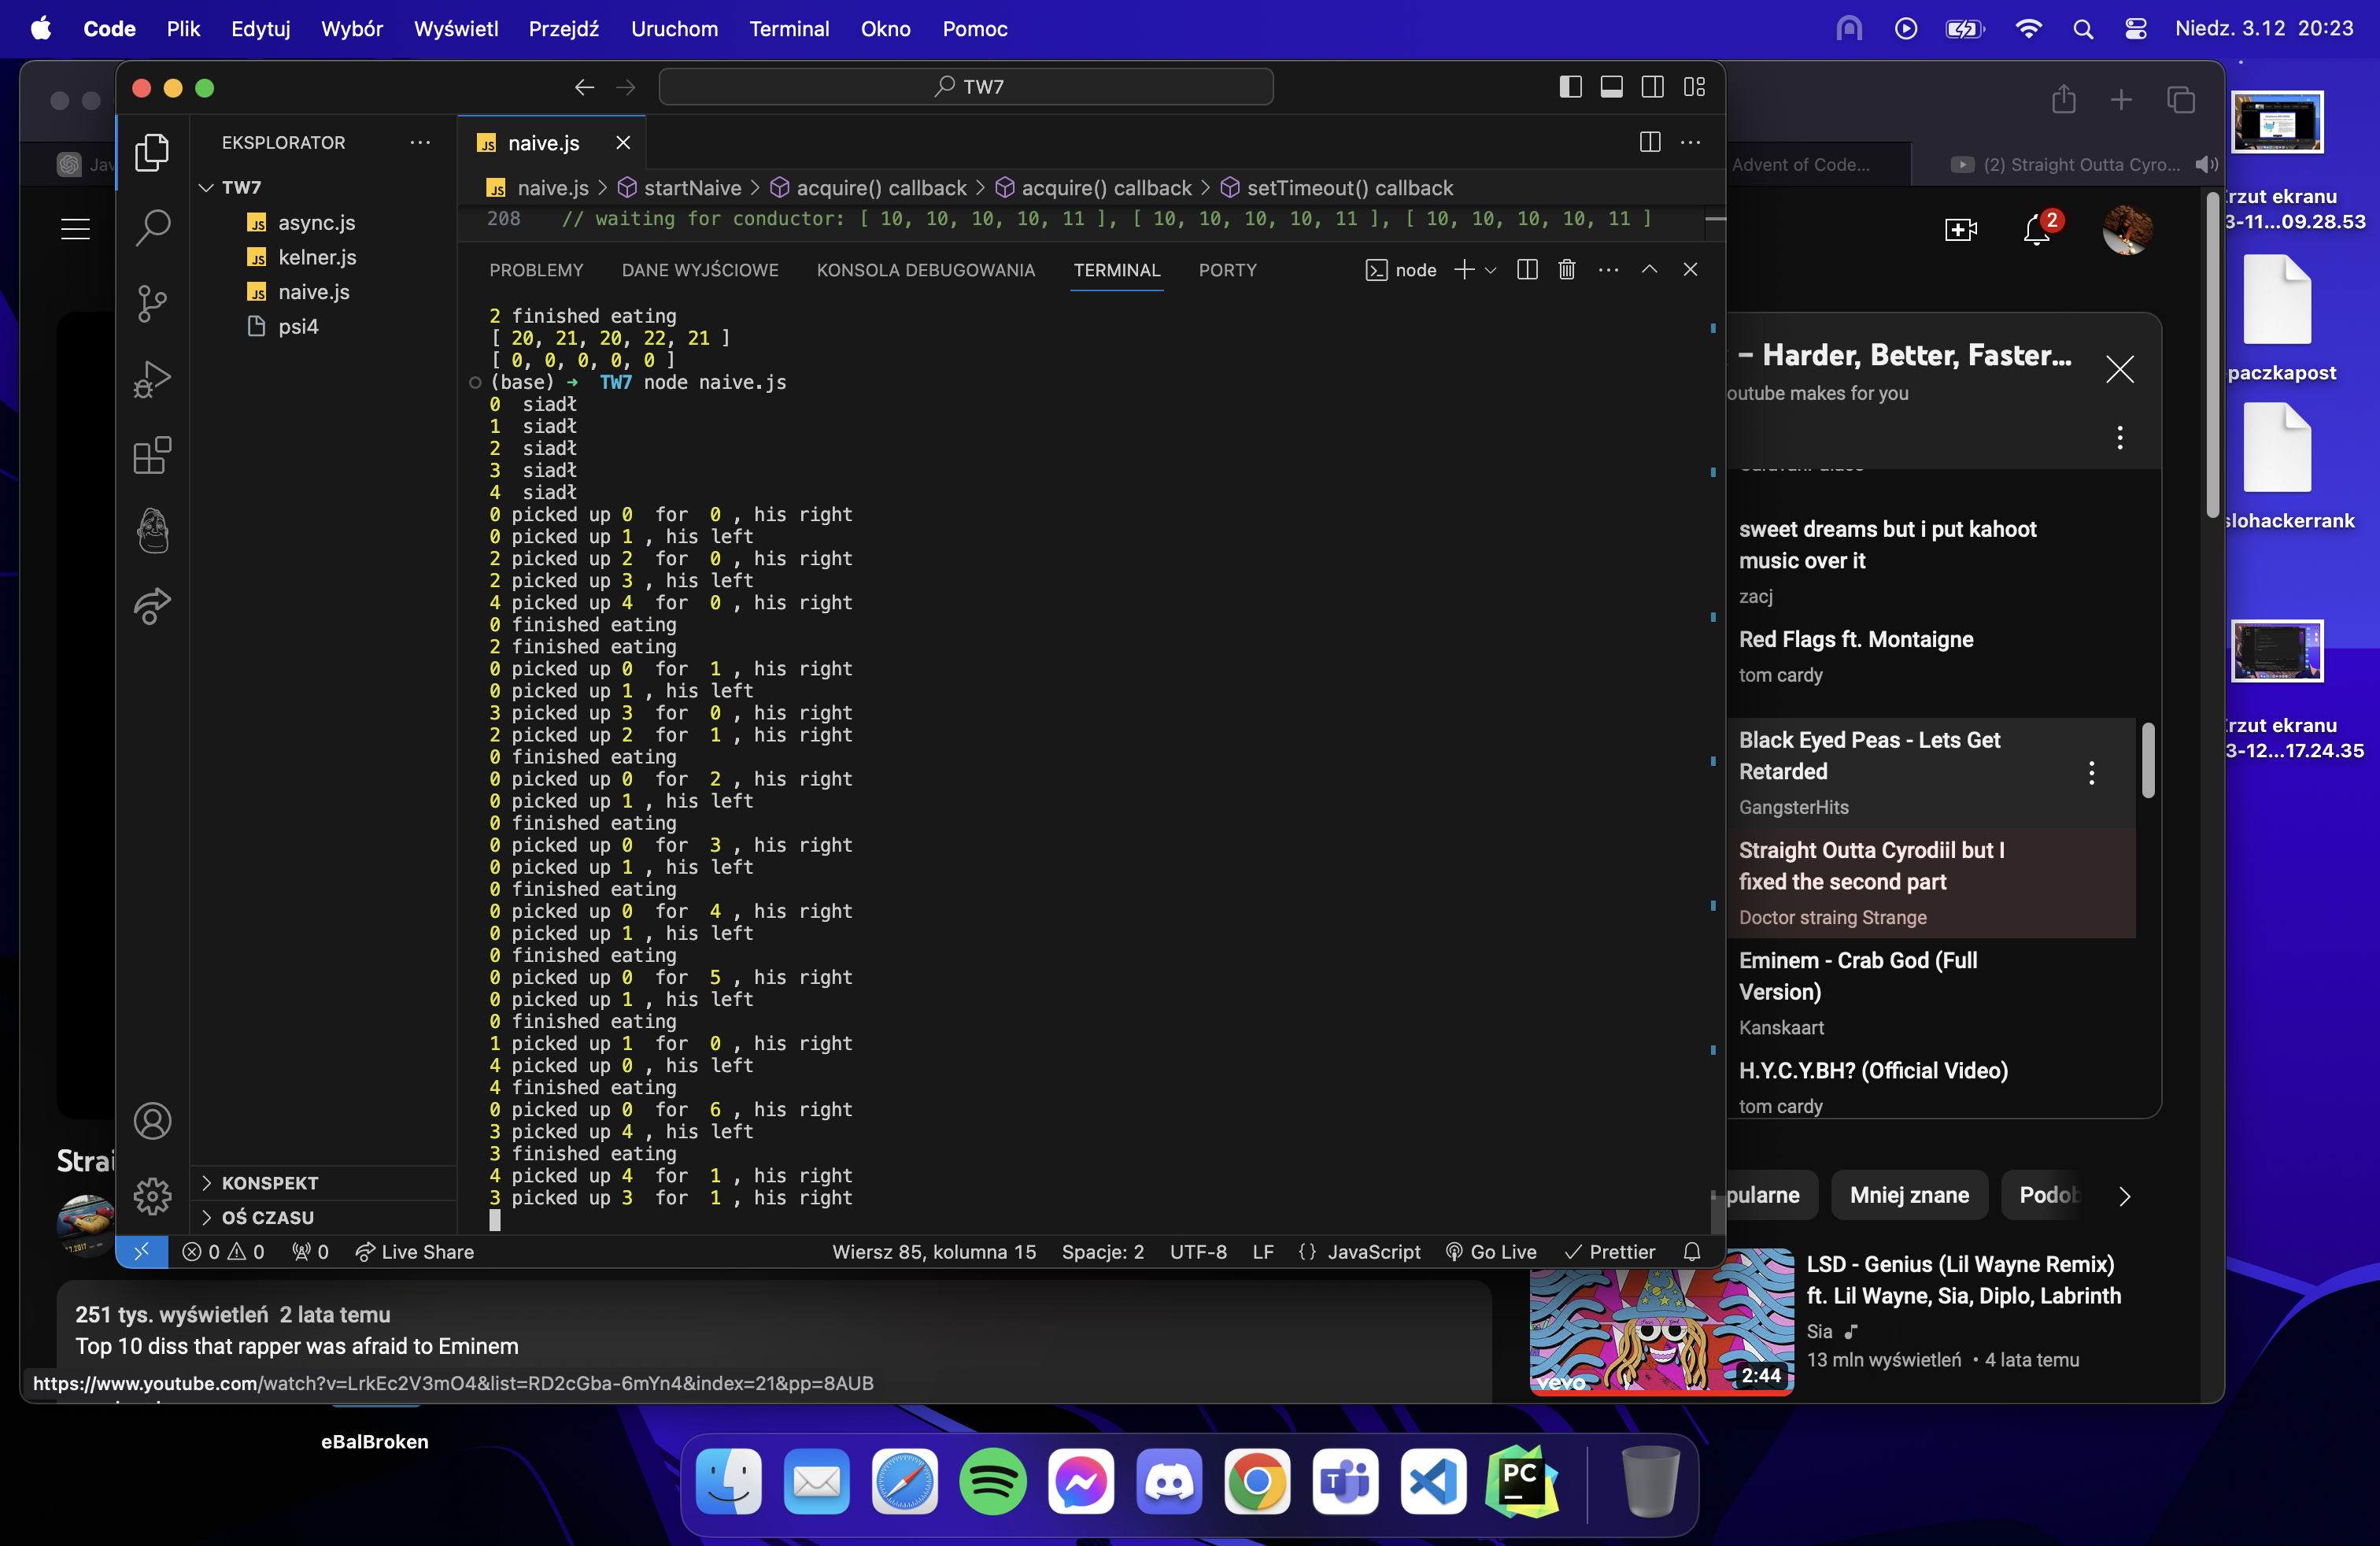 Code Plik Edytuj Wybór Wyświetl Przejdź Uruchom Terminal Okno Pomoc Niedz. 3.12 20:23
TW7
EKSPLORATOR
TW7
JS async.js
JS kelner.js
JS naive.js
psi4
KONSPEKT
OŚ CZASU
JS naive.js
JS naive.js > startNaive > acquire() callback > acquire() callback > setTimeout() callback
208 // waiting for conductor: [ 10, 10, 10, 10, 11 ], [ 10, 10, 10, 10, 11 ], [ 10, 10, 10, 10, 11 ]
PROBLEMY DANE WYJŚCIOWE KONSOLA DEBUGOWANIA TERMINAL PORTY node
2 finished eating
[ 20, 21, 20, 22, 21 ]
[ 0, 0, 0, 0, 0 ]
(base) ➜ TW7 node naive.js
0 siadł
1 siadł
2 siadł
3 siadł
4 siadł
0 picked up 0 for 0 , his right
0 picked up 1 , his left
2 picked up 2 for 0 , his right
2 picked up 3 , his left
4 picked up 4 for 0 , his right
0 finished eating
2 finished eating
0 picked up 0 for 1 , his right
0 picked up 1 , his left
3 picked up 3 for 0 , his right
2 picked up 2 for 1 , his right
0 finished eating
0 picked up 0 for 2 , his right
0 picked up 1 , his left
0 finished eating
0 picked up 0 for 3 , his right
0 picked up 1 , his left
0 finished eating
0 picked up 0 for 4 , his right
0 picked up 1 , his left
0 finished eating
0 picked up 0 for 5 , his right
0 picked up 1 , his left
0 finished eating
1 picked up 1 for 0 , his right
4 picked up 0 , his left
4 finished eating
0 picked up 0 for 6 , his right
3 picked up 4 , his left
3 finished eating
4 picked up 4 for 1 , his right
3 picked up 3 for 1 , his right
0 0 0 Live Share Wiersz 85, kolumna 15 Spacje: 2 UTF-8 LF {} JavaScript Go Live Prettier
Jav
Advent of Code... (2) Straight Outta Cyro...
2
– Harder, Better, Faster...
outube makes for you
sweet dreams but i put kahoot
music over it
zacj
Red Flags ft. Montaigne
tom cardy
Black Eyed Peas - Lets Get
Retarded
GangsterHits
Straight Outta Cyrodiil but I
fixed the second part
Doctor straing Strange
Eminem - Crab God (Full
Version)
Kanskaart
H.Y.C.Y.BH? (Official Video)
tom cardy
pularne Mniej znane Podob
LSD - Genius (Lil Wayne Remix)
ft. Lil Wayne, Sia, Diplo, Labrinth
Sia
13 mln wyświetleń • 4 lata temu
vevo
2:44
Strai
251 tys. wyświetleń 2 lata temu
Top 10 diss that rapper was afraid to Eminem
https://www.youtube.com/watch?v=LrkEc2V3mO4&list=RD2cGba-6mYn4&index=21&pp=8AUB
eBalBroken
rzut ekranu
3-11...09.28.53
paczkapost
slohackerrank
rzut ekranu
3-12...17.24.35
PC